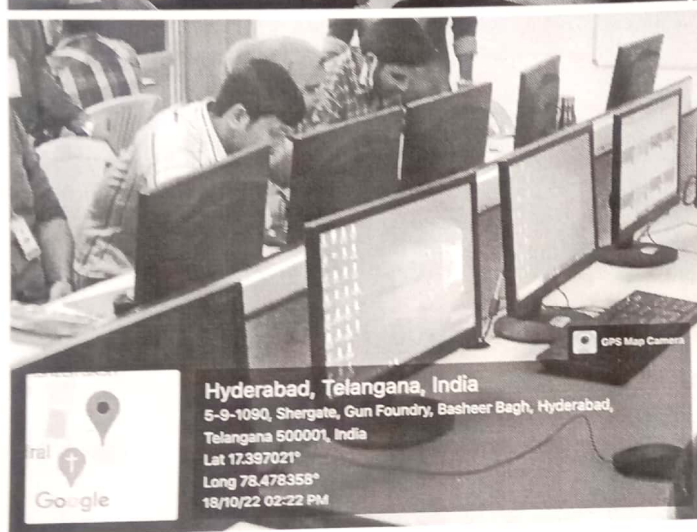 GPS Map Camera
Hyderabad, Telangana, India
5-9-1090, Shergate, Gun Foundry, Basheer Bagh, Hyderabad,
Telangana 500001, India
Lat 17.397021°
Long 78.478358°
18/10/22 02:22 PM
ral
Google